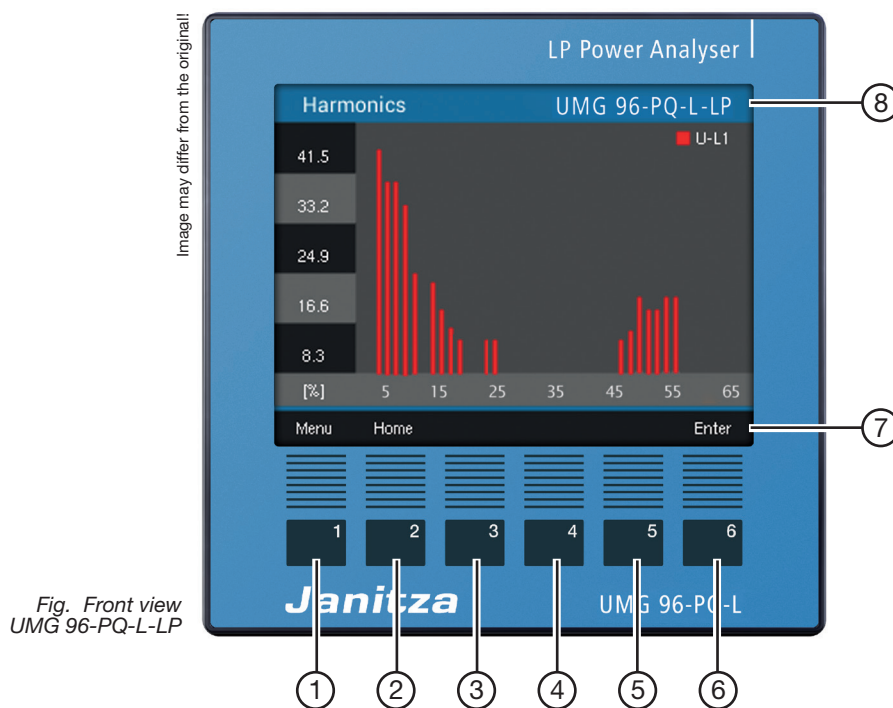 Image may differ from the original!
LP Power Analyser
Harmonics UMG 96-PQ-L-LP
8
U-L1
41.5
33.2
24.9
16.6
8.3
[%] 5 15 25 35 45 55 65
Menu Home Enter
7
1 2 3 4 5 6
Janitza UMG 96-PQ-L
Fig. Front view
UMG 96-PQ-L-LP
1 2 3 4 5 6